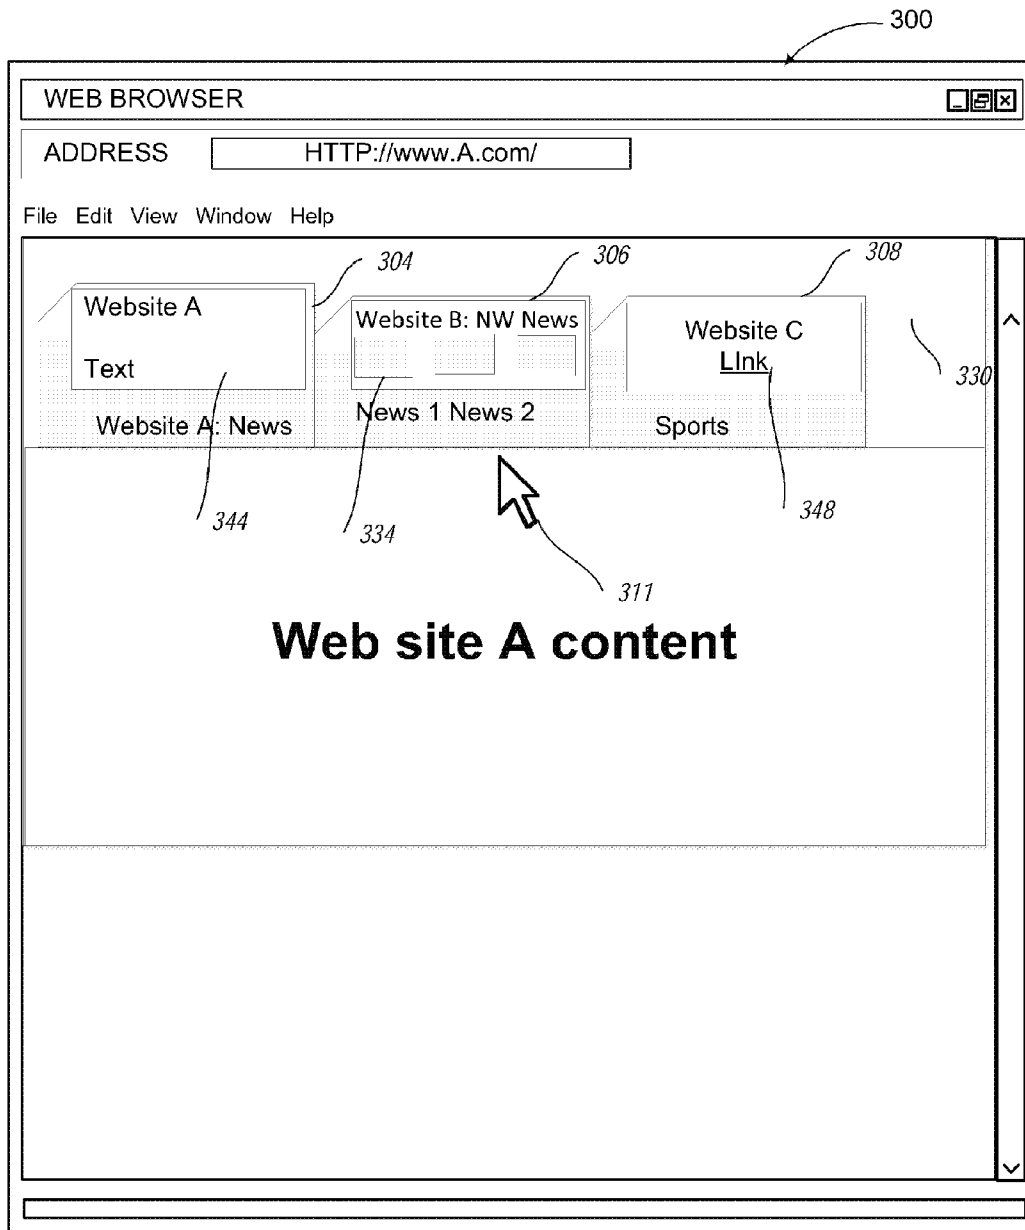 300
WEB BROWSER
ADDRESS HTTP://www.A.com/
File Edit View Window Help
304 306 308
Website A
Website B: NW News
Website C
LInk
Text
330
News 1 News 2
Website A: News
Sports
344 334 348
311
Web site A content